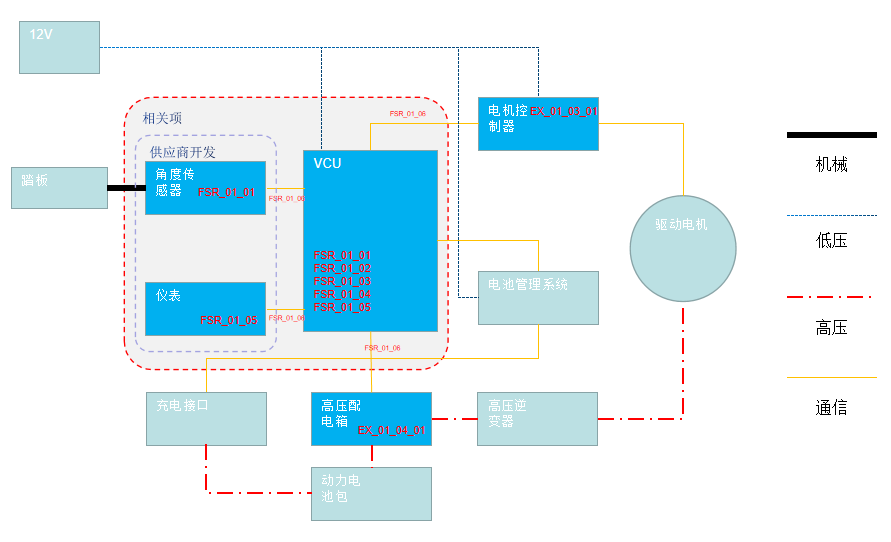 12V
FSR_01_06
相关项
电机控
制器
EX_01_03_01
供应商开发
VCU
机械
踏板
角度传
感器
FSR_01_01
FSR_01_06
驱动电机
低压
FSR_01_01
FSR_01_02
FSR_01_03
FSR_01_04
FSR_01_05
仪表
FSR_01_05
FSR_01_06
电池管理系统
高压
FSR_01_06
充电接口
高压配
电箱
EX_01_04_01
高压逆
变器
通信
动力电
池包